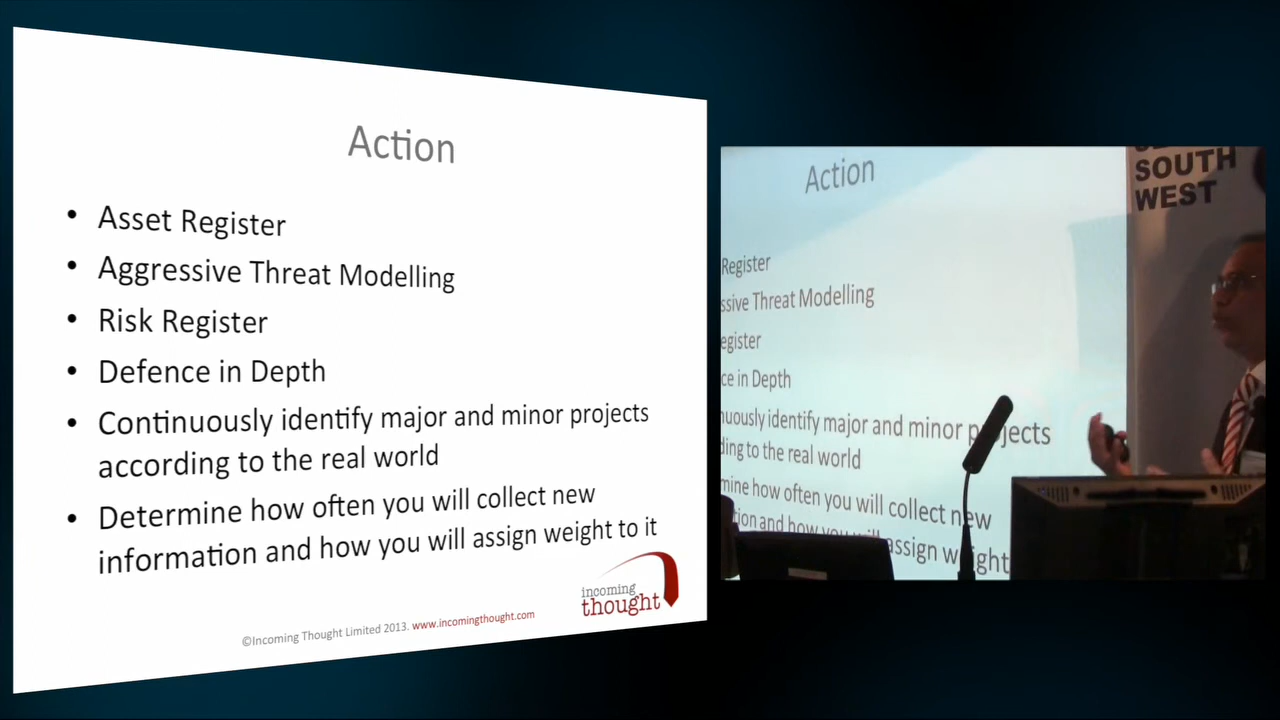 Action
• Asset Register
• Aggressive Threat Modelling
• Risk Register
• Defence in Depth
• Continuously identify major and minor projects
according to the real world
• Determine how often you will collect new
information and how you will assign weight to it
incoming
thought
©Incoming Thought Limited 2013. www.incomingthought.com
Action
Register
ssive Threat Modelling
egister
ce in Depth
nuously identify major and minor projects
ding to the real world
mine how often you will collect new
tion and how you will assign weight
SOUTH
WEST